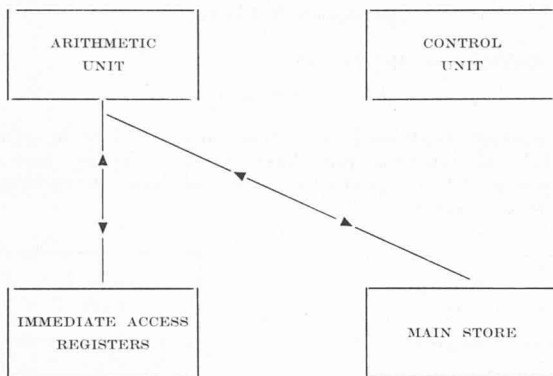 ARITHMETIC
UNIT
CONTROL
UNIT
IMMEDIATE ACCESS
REGISTERS
MAIN STORE